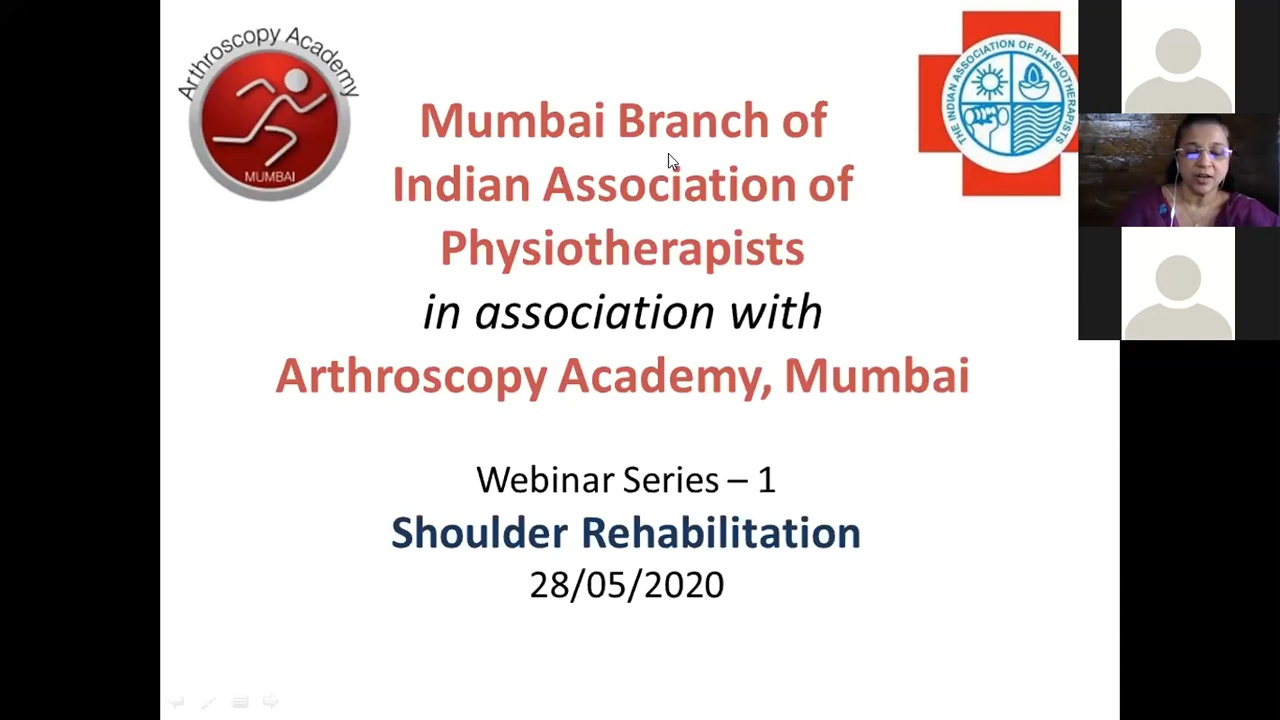 Arthroscopy Academy
MUMBAI
THE INDIAN ASSOCIATION OF PHYSIOTHERAPISTS
Mumbai Branch of
Indian Association of
Physiotherapists
in association with
Arthroscopy Academy, Mumbai
Webinar Series – 1
Shoulder Rehabilitation
28/05/2020